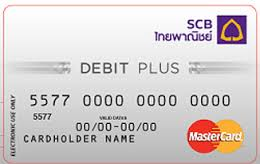 SCB
ไทยพาณิชย์
DEBIT PLUS
5577 0000 0000 0000
5577
VALID DATES
00/00-00/00
CARDHOLDER NAME
MasterCard
ELECTRONIC USE ONLY